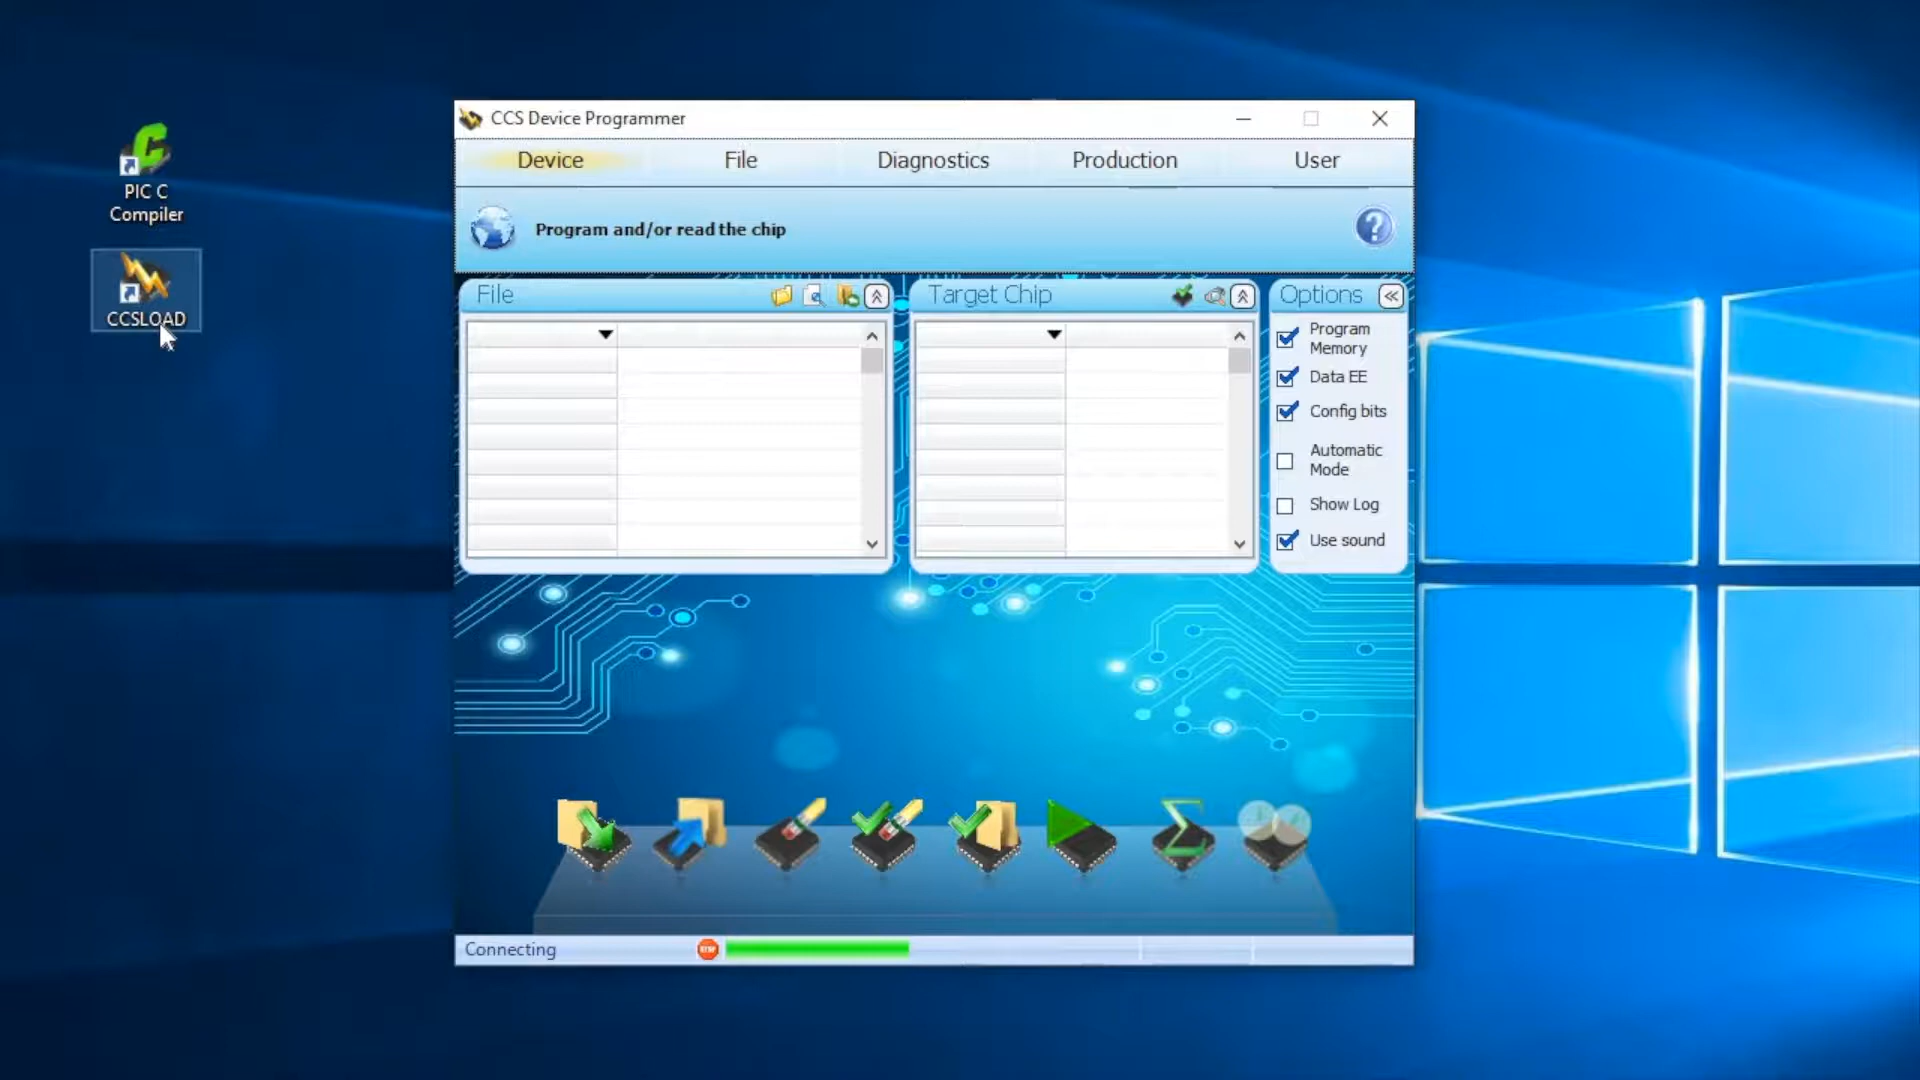 PIC C
Compiler
CCSLOAD
CCS Device Programmer
Device File Diagnostics Production User
Program and/or read the chip
?
File
Target Chip
Options
Program
Memory
Data EE
Config bits
Automatic
Mode
Show Log
Use sound
Connecting
STOP